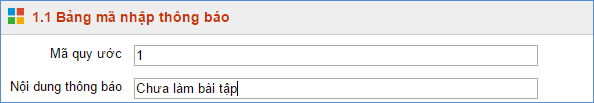 1.1 Bảng mã nhập thông báo
Mã quy ước 1
Nội dung thông báo Chưa làm bài tập